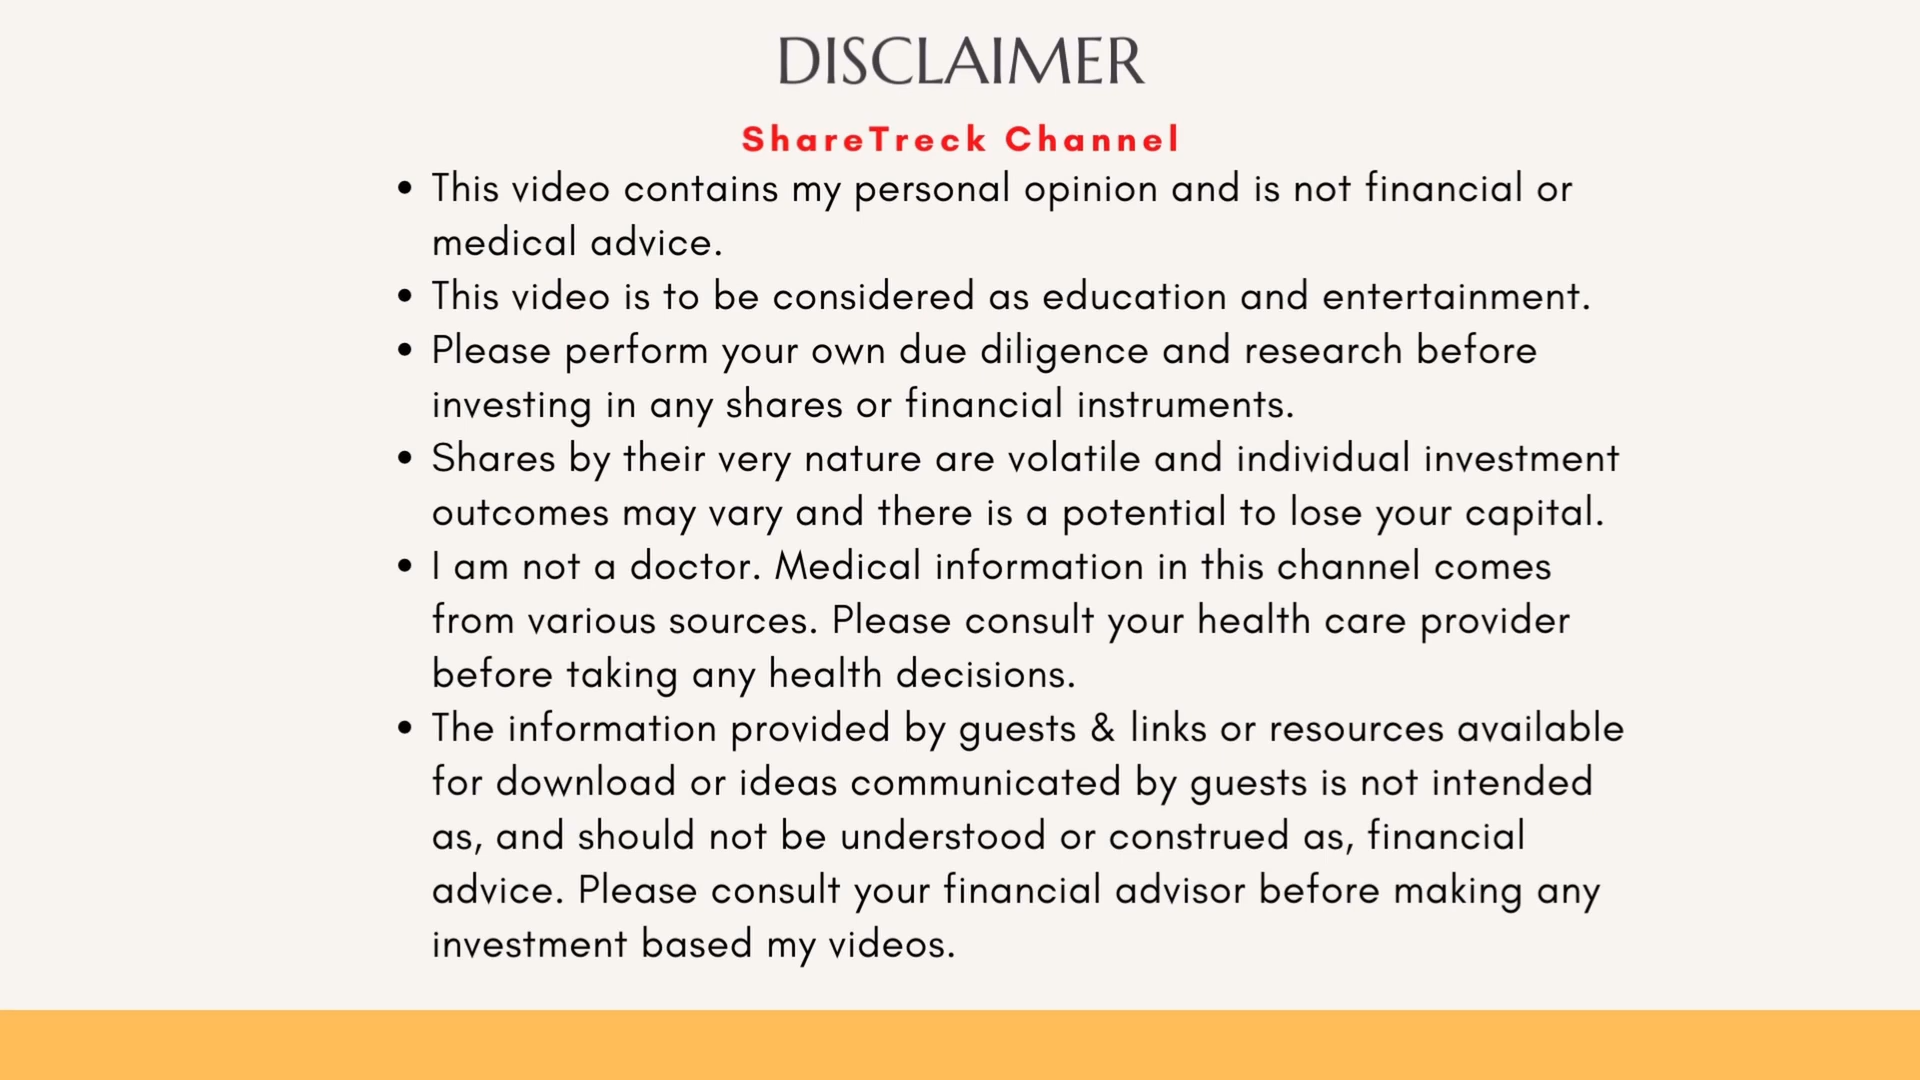 DISCLAIMER
ShareTreck Channel
• This video contains my personal opinion and is not financial or
medical advice.
• This video is to be considered as education and entertainment.
• Please perform your own due diligence and research before
investing in any shares or financial instruments.
• Shares by their very nature are volatile and individual investment
outcomes may vary and there is a potential to lose your capital.
• I am not a doctor. Medical information in this channel comes
from various sources. Please consult your health care provider
before taking any health decisions.
• The information provided by guests & links or resources available
for download or ideas communicated by guests is not intended
as, and should not be understood or construed as, financial
advice. Please consult your financial advisor before making any
investment based my videos.